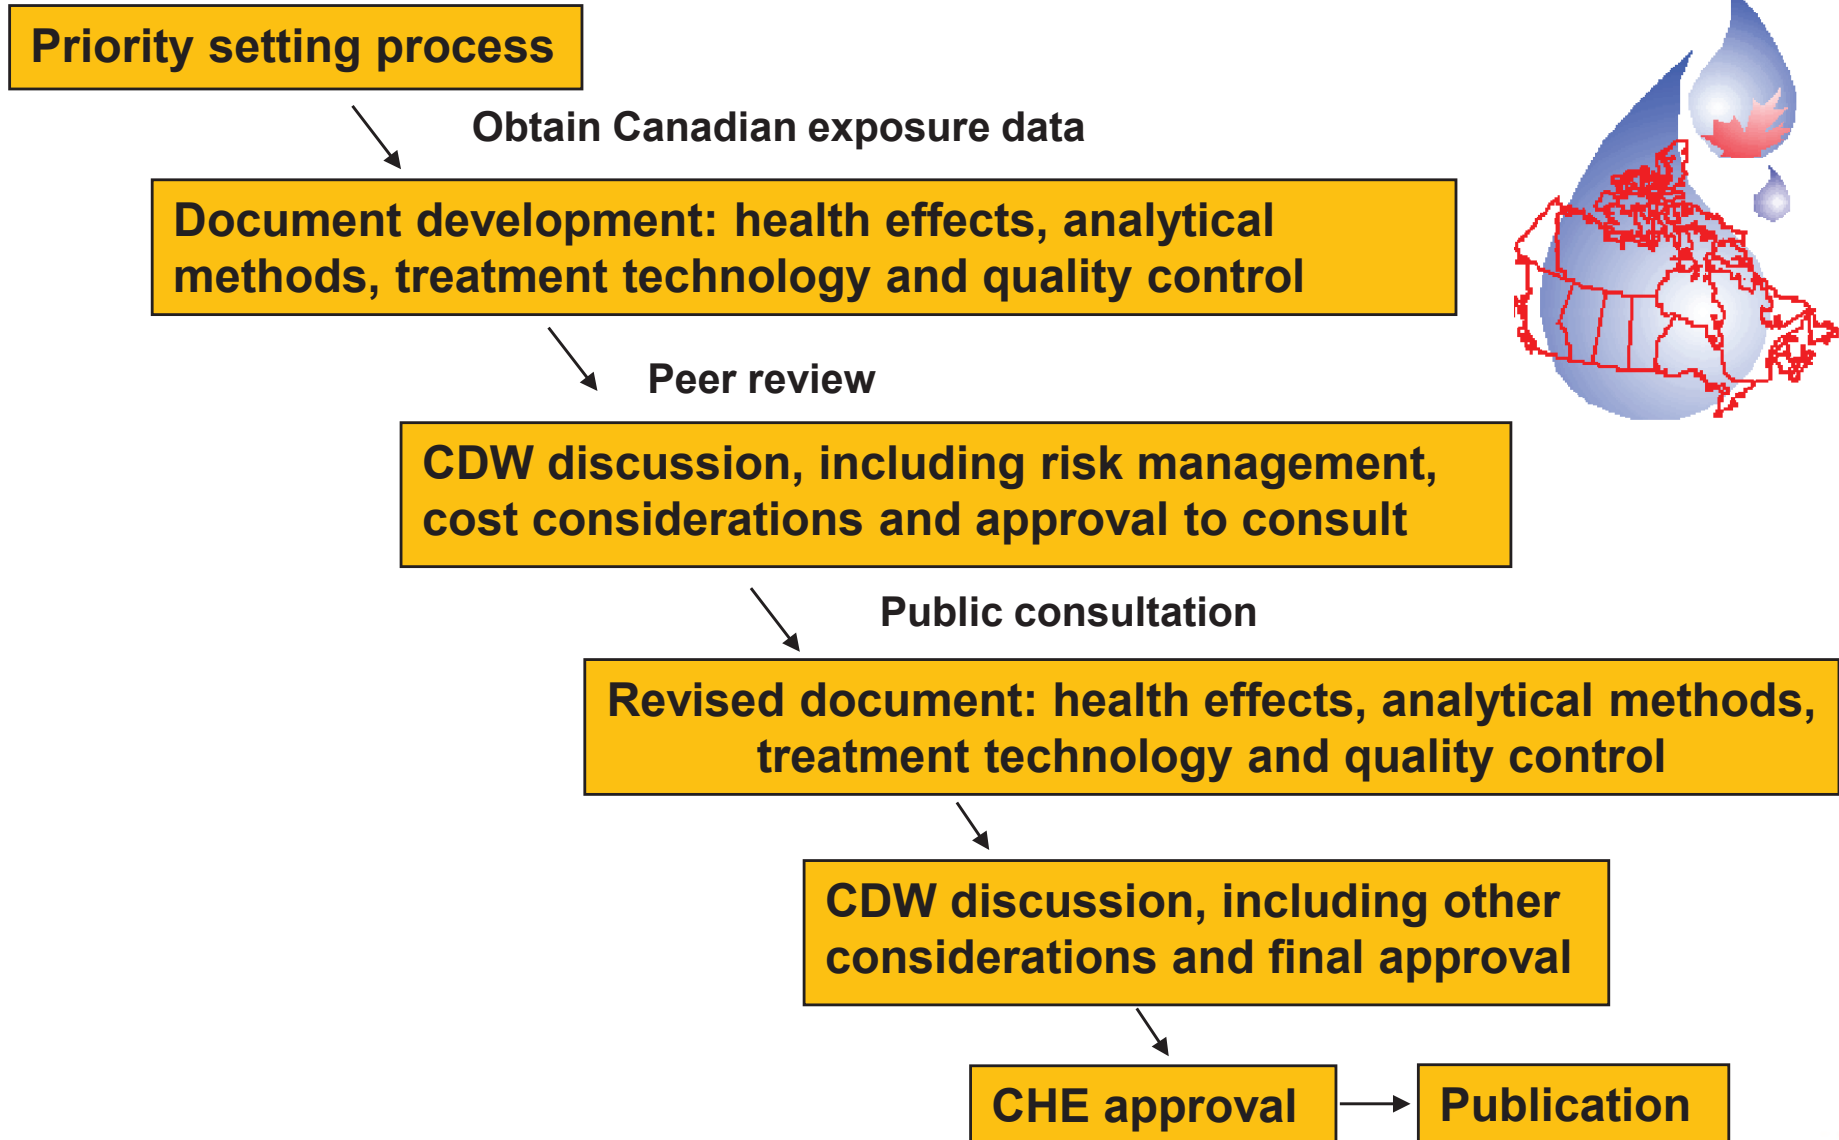 Priority setting process
Obtain Canadian exposure data
Document development: health effects, analytical
methods, treatment technology and quality control
Peer review
CDW discussion, including risk management,
cost considerations and approval to consult
Public consultation
Revised document: health effects, analytical methods,
treatment technology and quality control
CDW discussion, including other
considerations and final approval
CHE approval
Publication